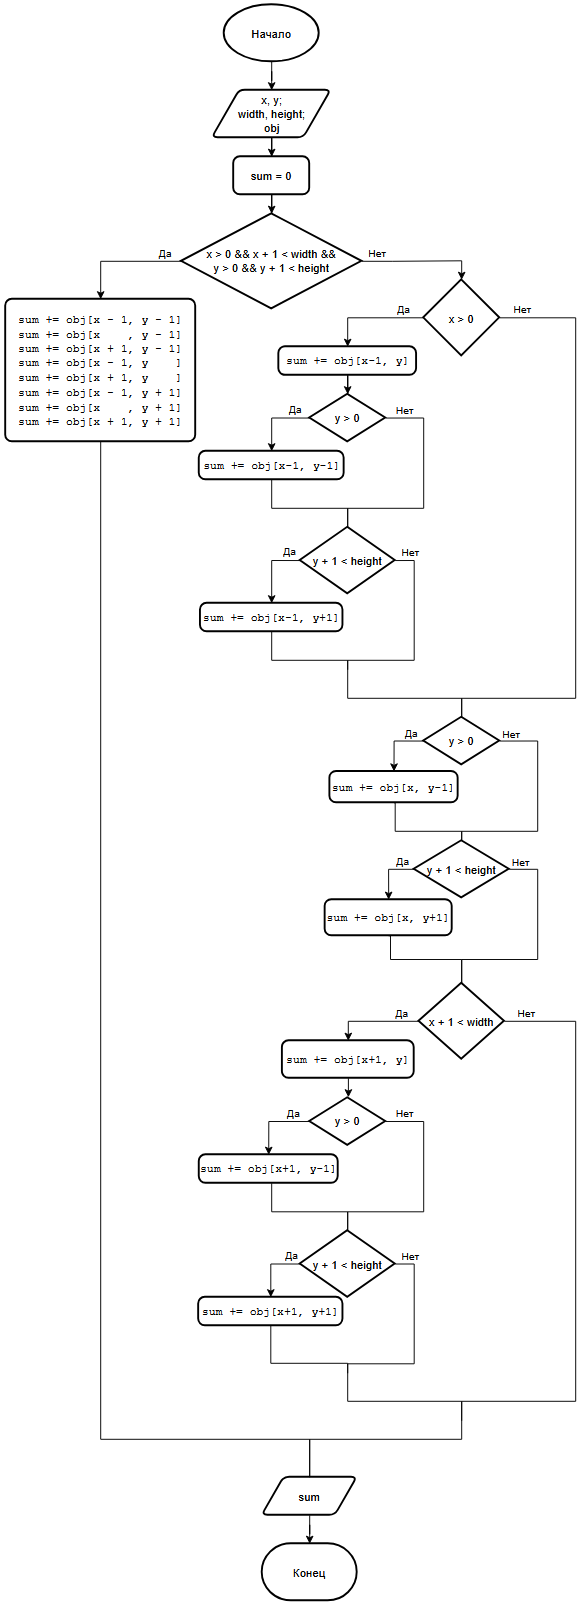 Начало
x, y;
width, height;
obj
sum = 0
Да
x > 0 && x + 1 < width &&
y > 0 && y + 1 < height
Нет
sum += obj[x - 1, y - 1]
sum += obj[x    , y - 1]
sum += obj[x + 1, y - 1]
sum += obj[x - 1, y    ]
sum += obj[x + 1, y    ]
sum += obj[x - 1, y + 1]
sum += obj[x    , y + 1]
sum += obj[x + 1, y + 1]
Да
x > 0
Нет
sum += obj[x-1, y]
Да
y > 0
Нет
sum += obj[x-1, y-1]
Да
y + 1 < height
Нет
sum += obj[x-1, y+1]
Да
y > 0
Нет
sum += obj[x, y-1]
Да
y + 1 < height
Нет
sum += obj[x, y+1]
Да
x + 1 < width
Нет
sum += obj[x+1, y]
Да
y > 0
Нет
sum += obj[x+1, y-1]
Да
y + 1 < height
Нет
sum += obj[x+1, y+1]
sum
Конец